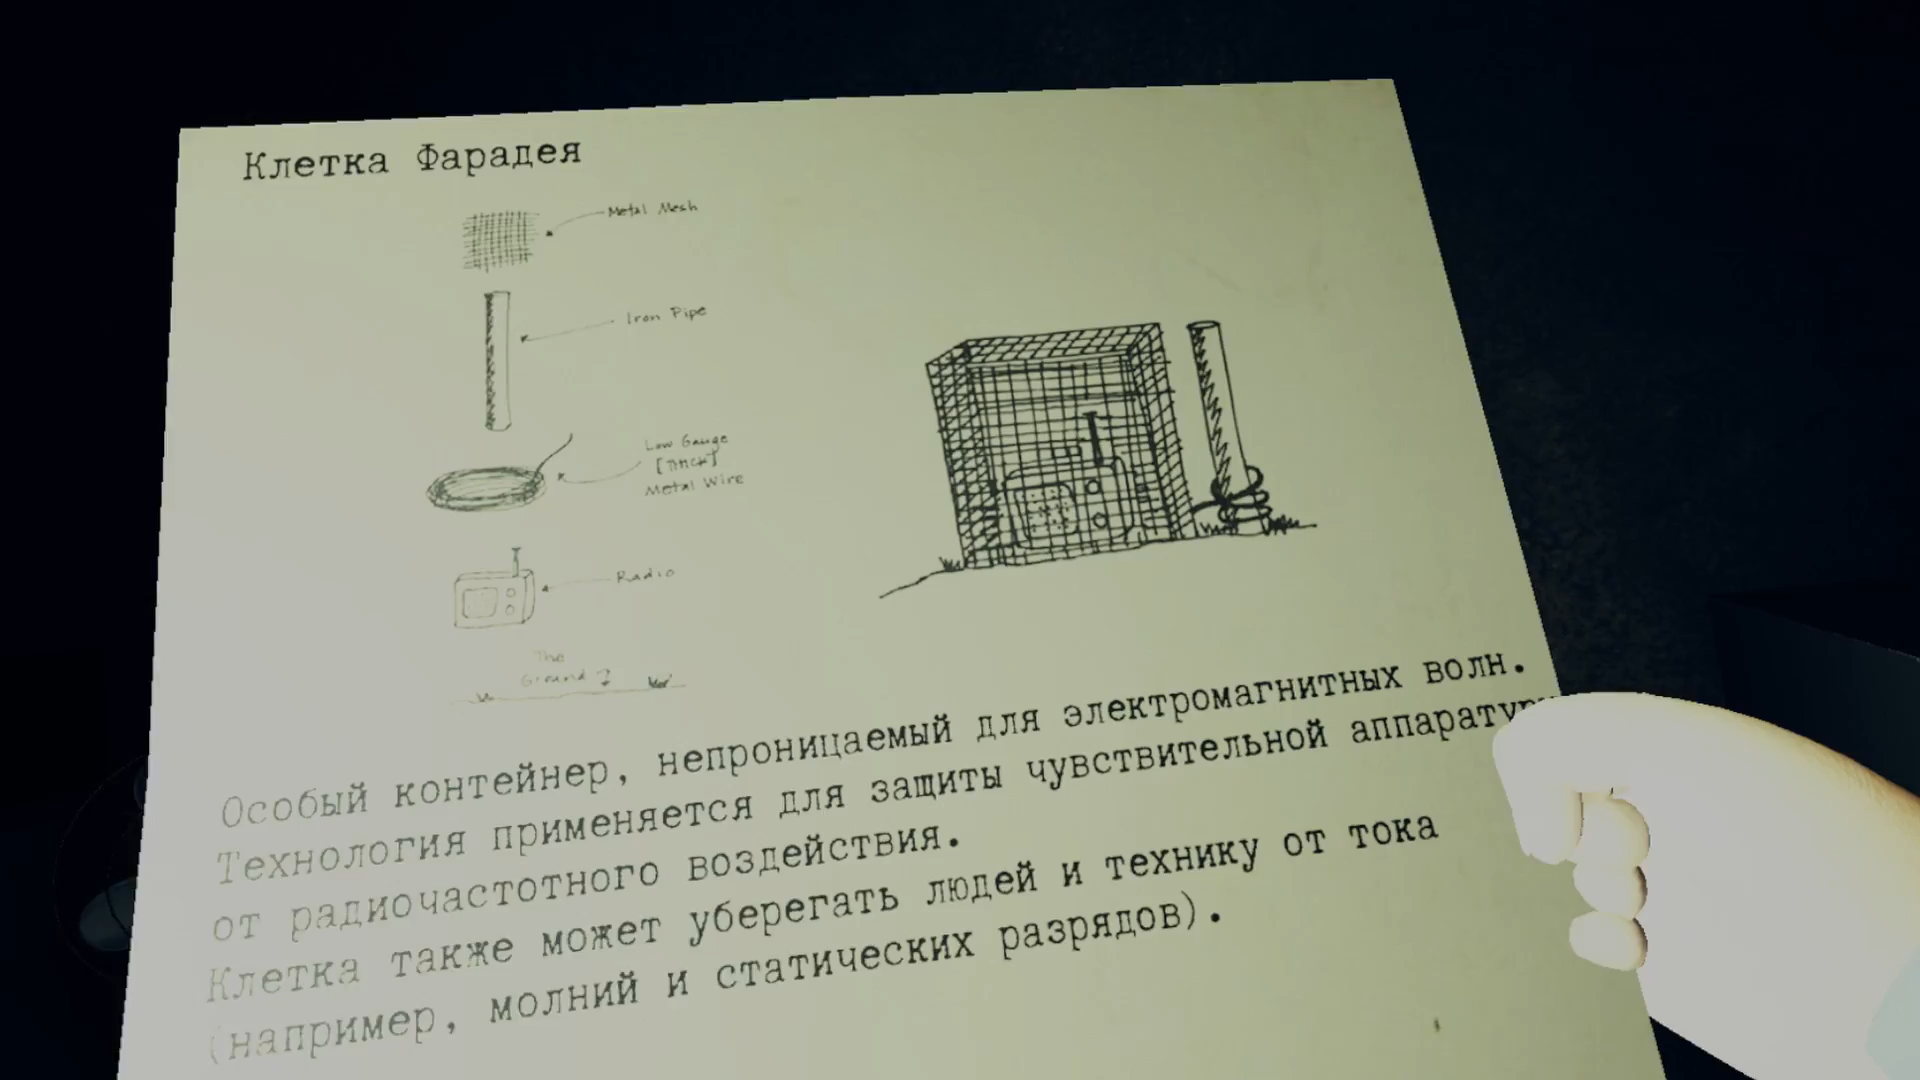 Клетка Фарадея
Metal Mesh
Iron Pipe
Low Gauge
[THICK]
Metal Wire
Radio
The
Ground
Особый контейнер, непроницаемый для электромагнитных волн.
Технология применяется для защиты чувствительной аппаратуры
от радиочастотного воздействия.
Клетка также может уберегать людей и технику от тока
(например, молний и статических разрядов).